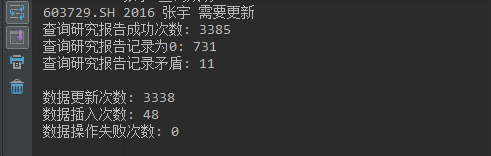 603729.SH 2016 张宇 需要更新
查询研究报告成功次数: 3385
查询研究报告记录为0: 731
查询研究报告记录矛盾: 11
数据更新次数: 3338
数据插入次数: 48
数据操作失败次数: 0